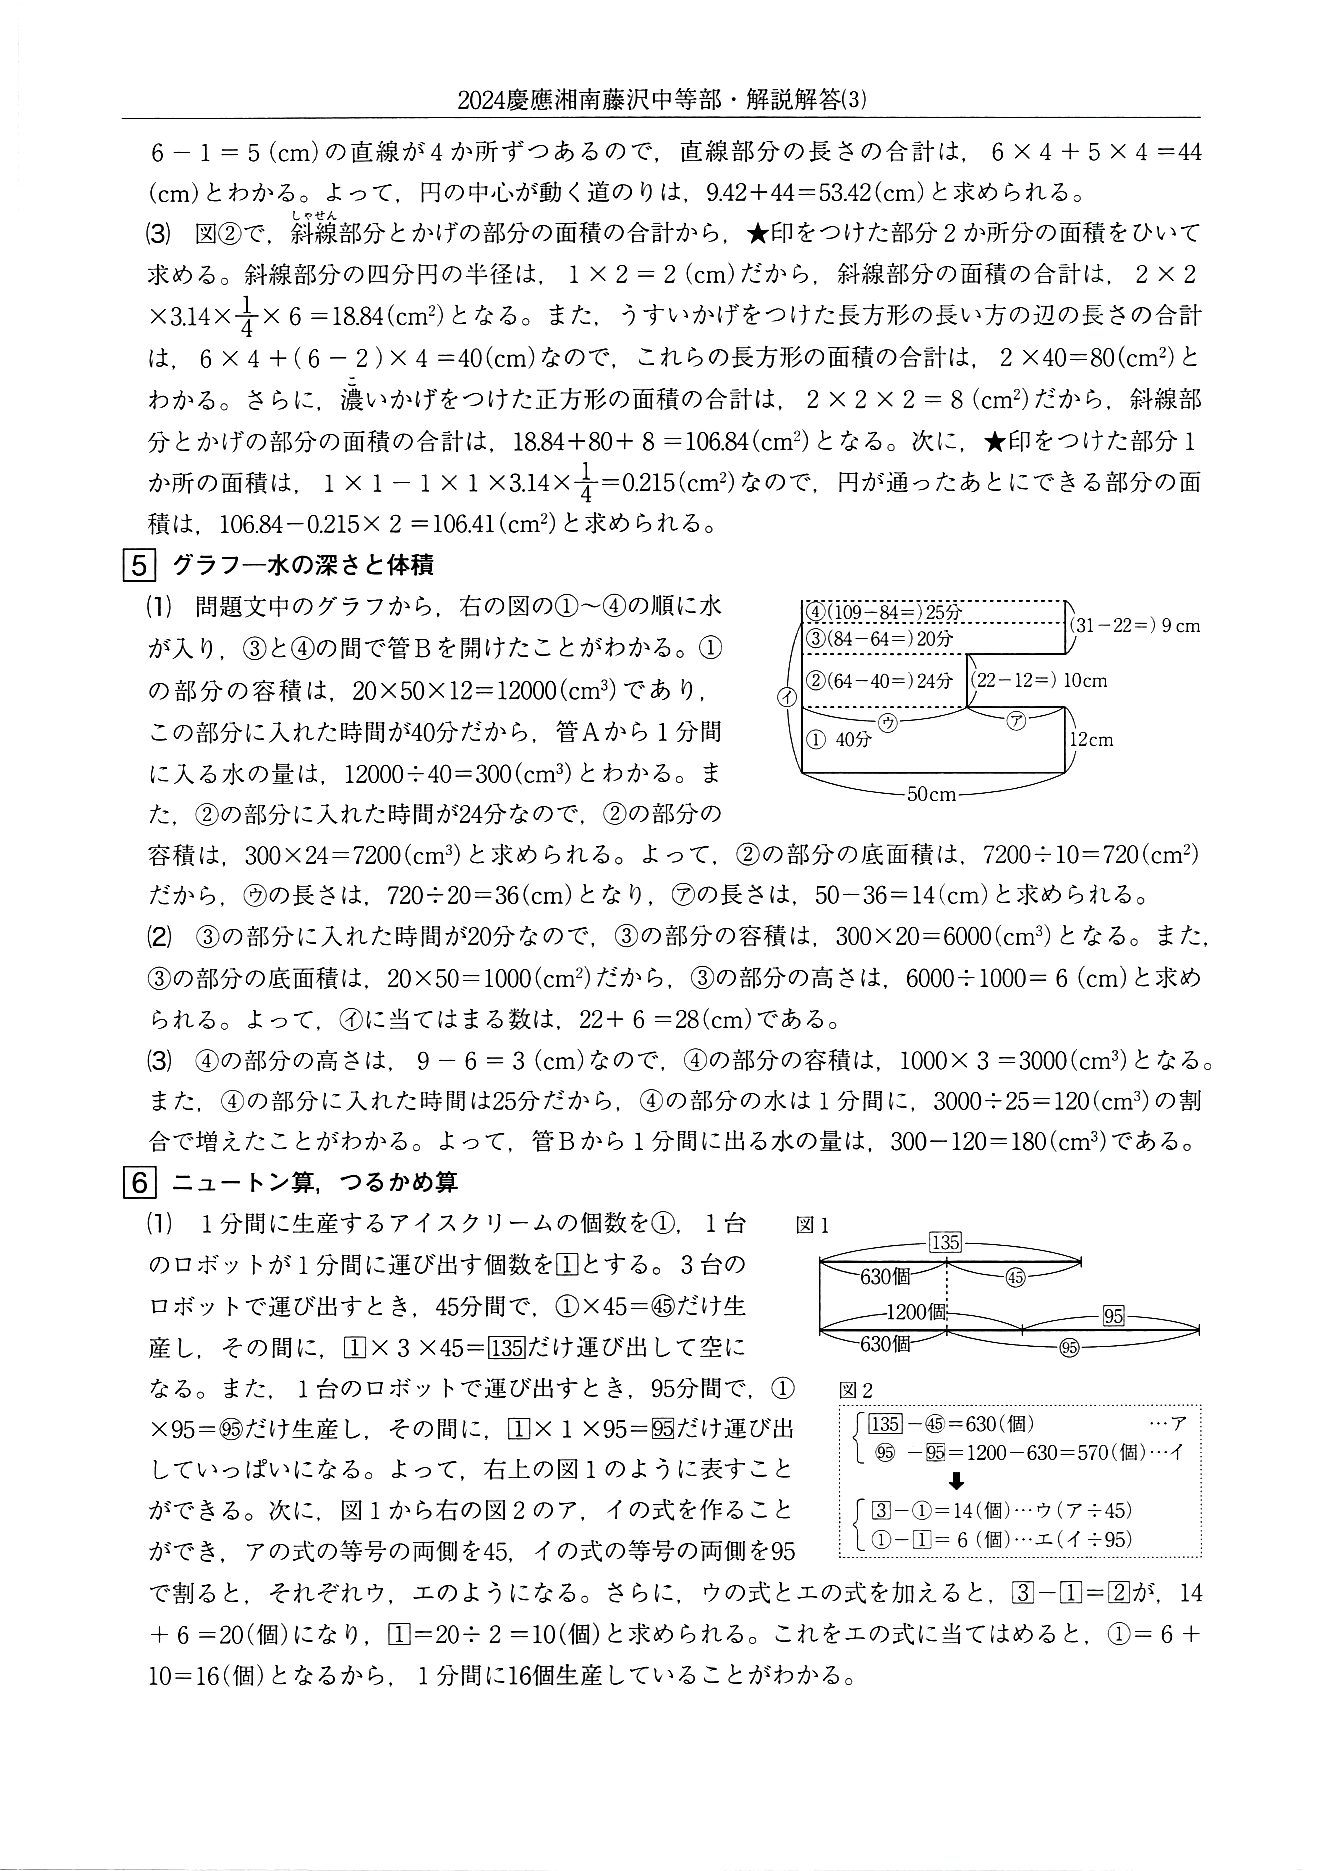 2024慶應湘南藤沢中等部・解説解答(3)
6－1＝5(cm)の直線が4か所ずつあるので，直線部分の長さの合計は，6×4＋5×4＝44
(cm)とわかる。よって，円の中心が動く道のりは，9.42＋44＝53.42(cm)と求められる。
しゃせん
(3) 図②で，斜線部分とかげの部分の面積の合計から，★印をつけた部分2か所分の面積をひいて
求める。斜線部分の四分円の半径は，1×2＝2(cm)だから，斜線部分の面積の合計は，2×2
×3.14×1/4×6＝18.84(cm²)となる。また，うすいかげをつけた長方形の長い方の辺の長さの合計
は，6×4＋(6－2)×4＝40(cm)なので，これらの長方形の面積の合計は，2×40＝80(cm²)と
こ
わかる。さらに，濃いかげをつけた正方形の面積の合計は，2×2×2＝8(cm²)だから，斜線部
分とかげの部分の面積の合計は，18.84＋80＋8＝106.84(cm²)となる。次に，★印をつけた部分1
か所の面積は，1×1－1×1×3.14×1/4＝0.215(cm²)なので，円が通ったあとにできる部分の面
積は，106.84－0.215×2＝106.41(cm²)と求められる。
5 グラフ―水の深さと体積
(1) 問題文中のグラフから，右の図の①～④の順に水
が入り，③と④の間で管Bを開けたことがわかる。①
の部分の容積は，20×50×12＝12000(cm³)であり，
この部分に入れた時間が40分だから，管Aから1分間
に入る水の量は，12000÷40＝300(cm³)とわかる。ま
た，②の部分に入れた時間が24分なので，②の部分の
④(109－84＝)25分
(31－22＝)9cm
③(84－64＝)20分
②(64－40＝)24分
(22－12＝)10cm
㋑
㋒
㋐
① 40分
12cm
50cm
容積は，300×24＝7200(cm³)と求められる。よって，②の部分の底面積は，7200÷10＝720(cm²)
だから，㋒の長さは，720÷20＝36(cm)となり，㋐の長さは，50－36＝14(cm)と求められる。
(2) ③の部分に入れた時間が20分なので，③の部分の容積は，300×20＝6000(cm³)となる。また，
③の部分の底面積は，20×50＝1000(cm²)だから，③の部分の高さは，6000÷1000＝6(cm)と求め
られる。よって，㋑に当てはまる数は，22＋6＝28(cm)である。
(3) ④の部分の高さは，9－6＝3(cm)なので，④の部分の容積は，1000×3＝3000(cm³)となる。
また，④の部分に入れた時間は25分だから，④の部分の水は1分間に，3000÷25＝120(cm³)の割
合で増えたことがわかる。よって，管Bから1分間に出る水の量は，300－120＝180(cm³)である。
6 ニュートン算，つるかめ算
(1) 1分間に生産するアイスクリームの個数を①，1台
のロボットが1分間に運び出す個数を[1]とする。3台の
ロボットで運び出すとき，45分間で，①×45＝㊺だけ生
産し，その間に，[1]×3×45＝[135]だけ運び出して空に
なる。また，1台のロボットで運び出すとき，95分間で，①
×95＝(95)だけ生産し，その間に，[1]×1×95＝[95]だけ運び出
していっぱいになる。よって，右上の図1のように表すこと
ができる。次に，図1から右の図2のア，イの式を作ること
ができ，アの式の等号の両側を45，イの式の等号の両側を95
図1
[135]
630個
㊺
1200個
[95]
630個
(95)
図2
[135]－㊺＝630(個) …ア
(95)－[95]＝1200－630＝570(個)…イ
[3]－①＝14(個)…ウ(ア÷45)
①－[1]＝6(個)…エ(イ÷95)
で割ると，それぞれウ，エのようになる。さらに，ウの式とエの式を加えると，[3]－[1]＝[2]が，14
＋6＝20(個)になり，[1]＝20÷2＝10(個)と求められる。これをエの式に当てはめると，①＝6＋
10＝16(個)となるから，1分間に16個生産していることがわかる。